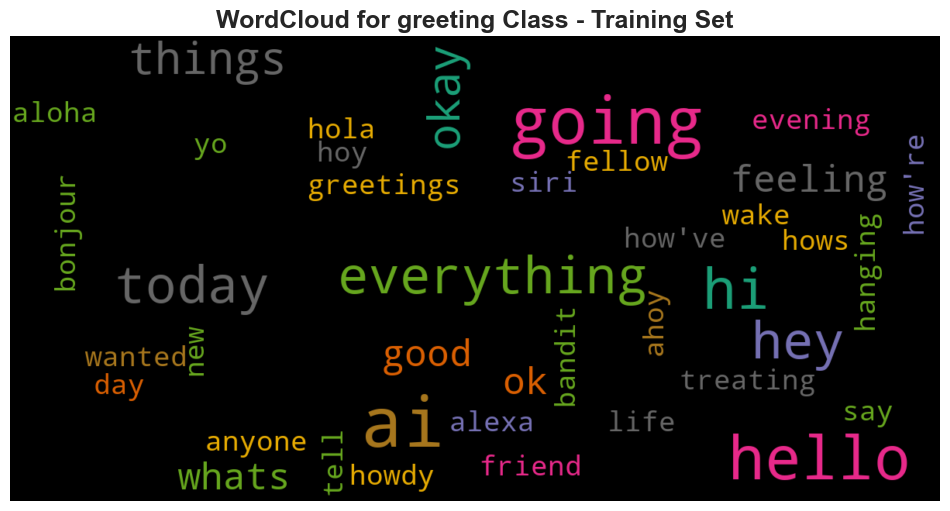 WordCloud for greeting Class - Training Set
things
okay
aloha
going
evening
hola
yo
hoy
fellow
how're
greetings
siri
feeling
bonjour
wake
how've
hows
hanging
everything
today
hi
ahoy
bandit
hey
new
wanted
good
day
ok
treating
ai
alexa
life
say
anyone
hello
tell
whats
howdy
friend